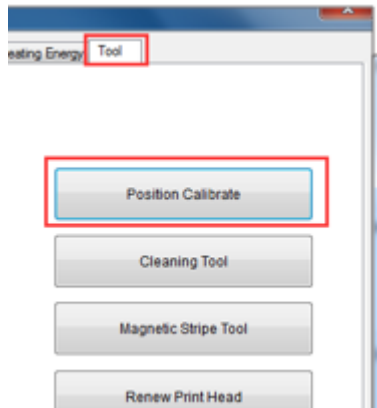 eating Energy Tool
Position Calibrate
Cleaning Tool
Magnetic Stripe Tool
Renew Print Head